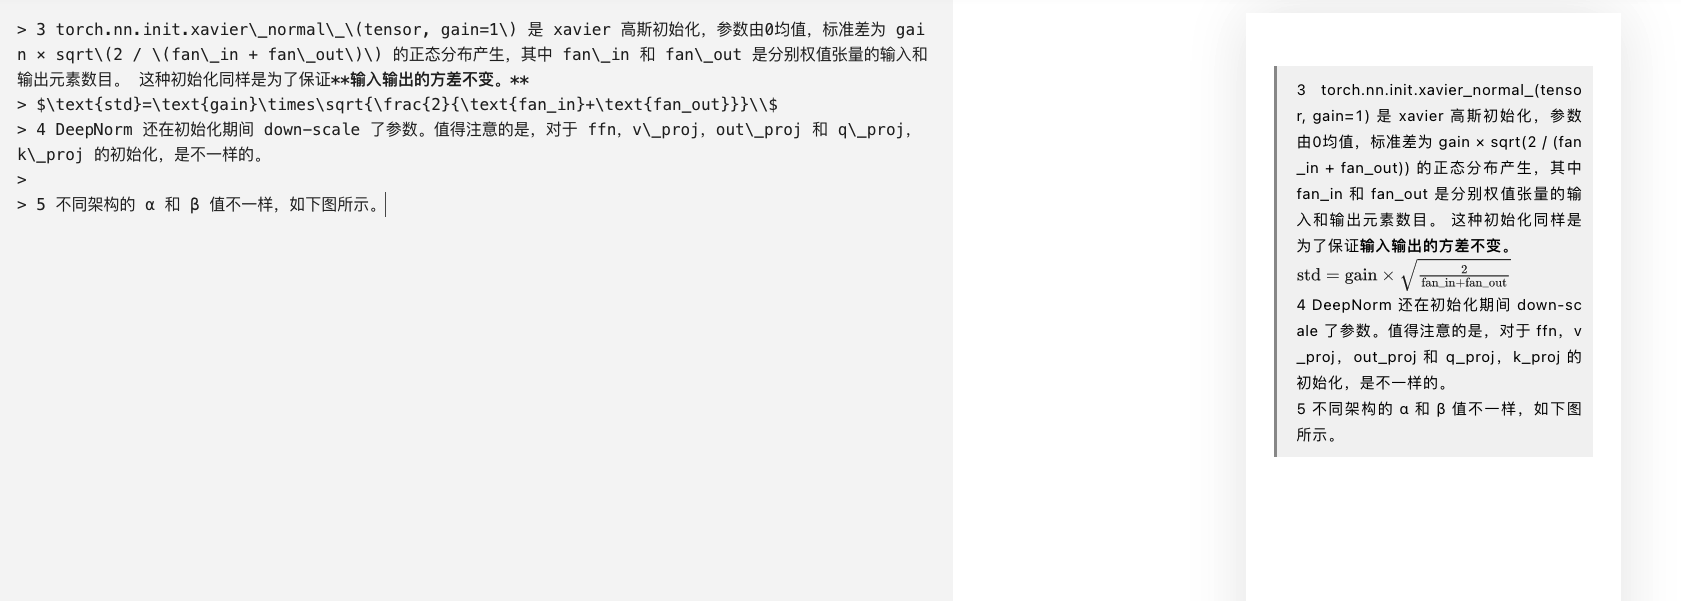 > 3 torch.nn.init.xavier\_normal\_\(tensor, gain=1\) 是 xavier 高斯初始化，参数由0均值，标准差为 gai
n × sqrt\(2 / \(fan\_in + fan\_out\)\) 的正态分布产生，其中 fan\_in 和 fan\_out 是分别权值张量的输入和
输出元素数目。 这种初始化同样是为了保证**输入输出的方差不变。**
> $\text{std}=\text{gain}\times\sqrt{\frac{2}{\text{fan_in}+\text{fan_out}}}\\$
> 4 DeepNorm 还在初始化期间 down-scale 了参数。值得注意的是，对于 ffn，v\_proj，out\_proj 和 q\_proj，
k\_proj 的初始化，是不一样的。
>
> 5 不同架构的 α 和 β 值不一样，如下图所示。
3 torch.nn.init.xavier_normal_(tenso
r, gain=1) 是 xavier 高斯初始化，参数
由0均值，标准差为 gain × sqrt(2 / (fan
_in + fan_out)) 的正态分布产生，其中
fan_in 和 fan_out 是分别权值张量的输
入和输出元素数目。 这种初始化同样是
为了保证输入输出的方差不变。
std = gain × √(2/(fan_in+fan_out))
4 DeepNorm 还在初始化期间 down-sc
ale 了参数。值得注意的是，对于 ffn，v
_proj，out_proj 和 q_proj，k_proj 的
初始化，是不一样的。
5 不同架构的 α 和 β 值不一样，如下图
所示。